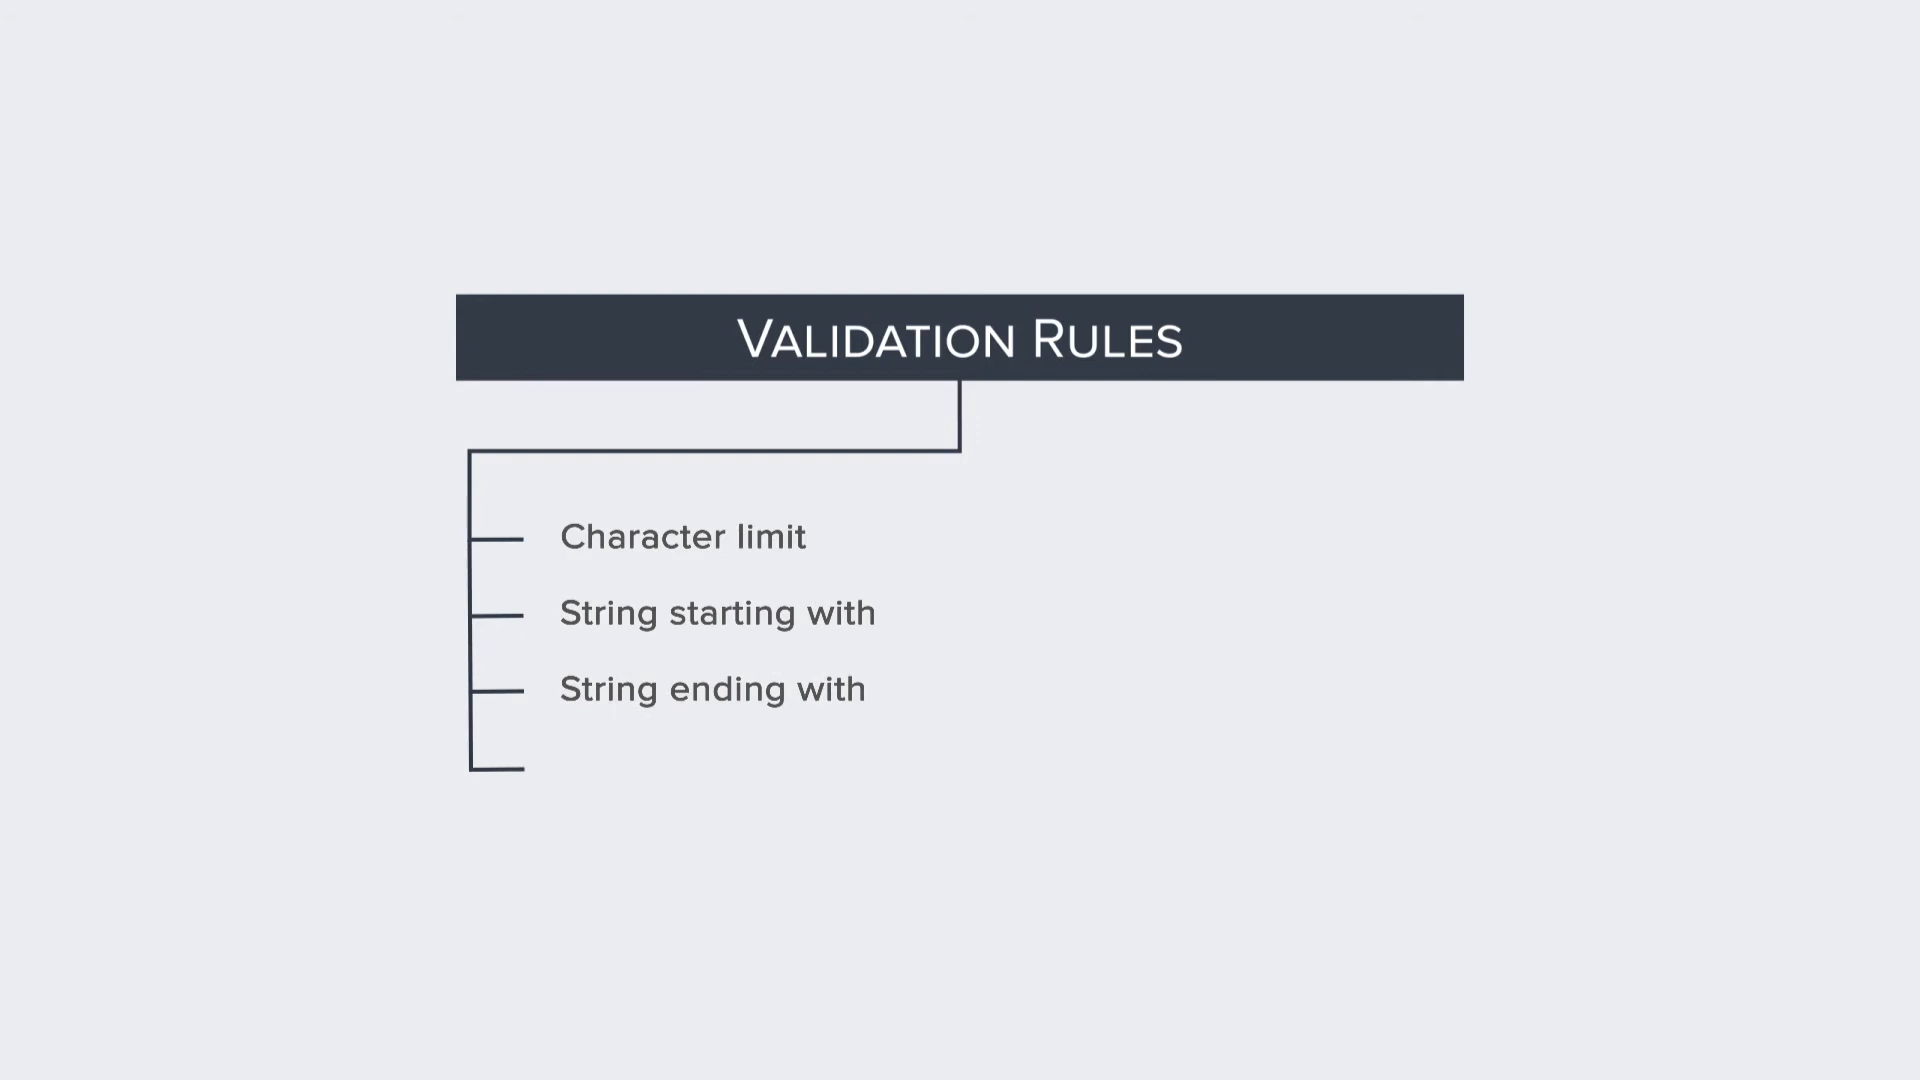 VALIDATION RULES
Character limit
String starting with
String ending with